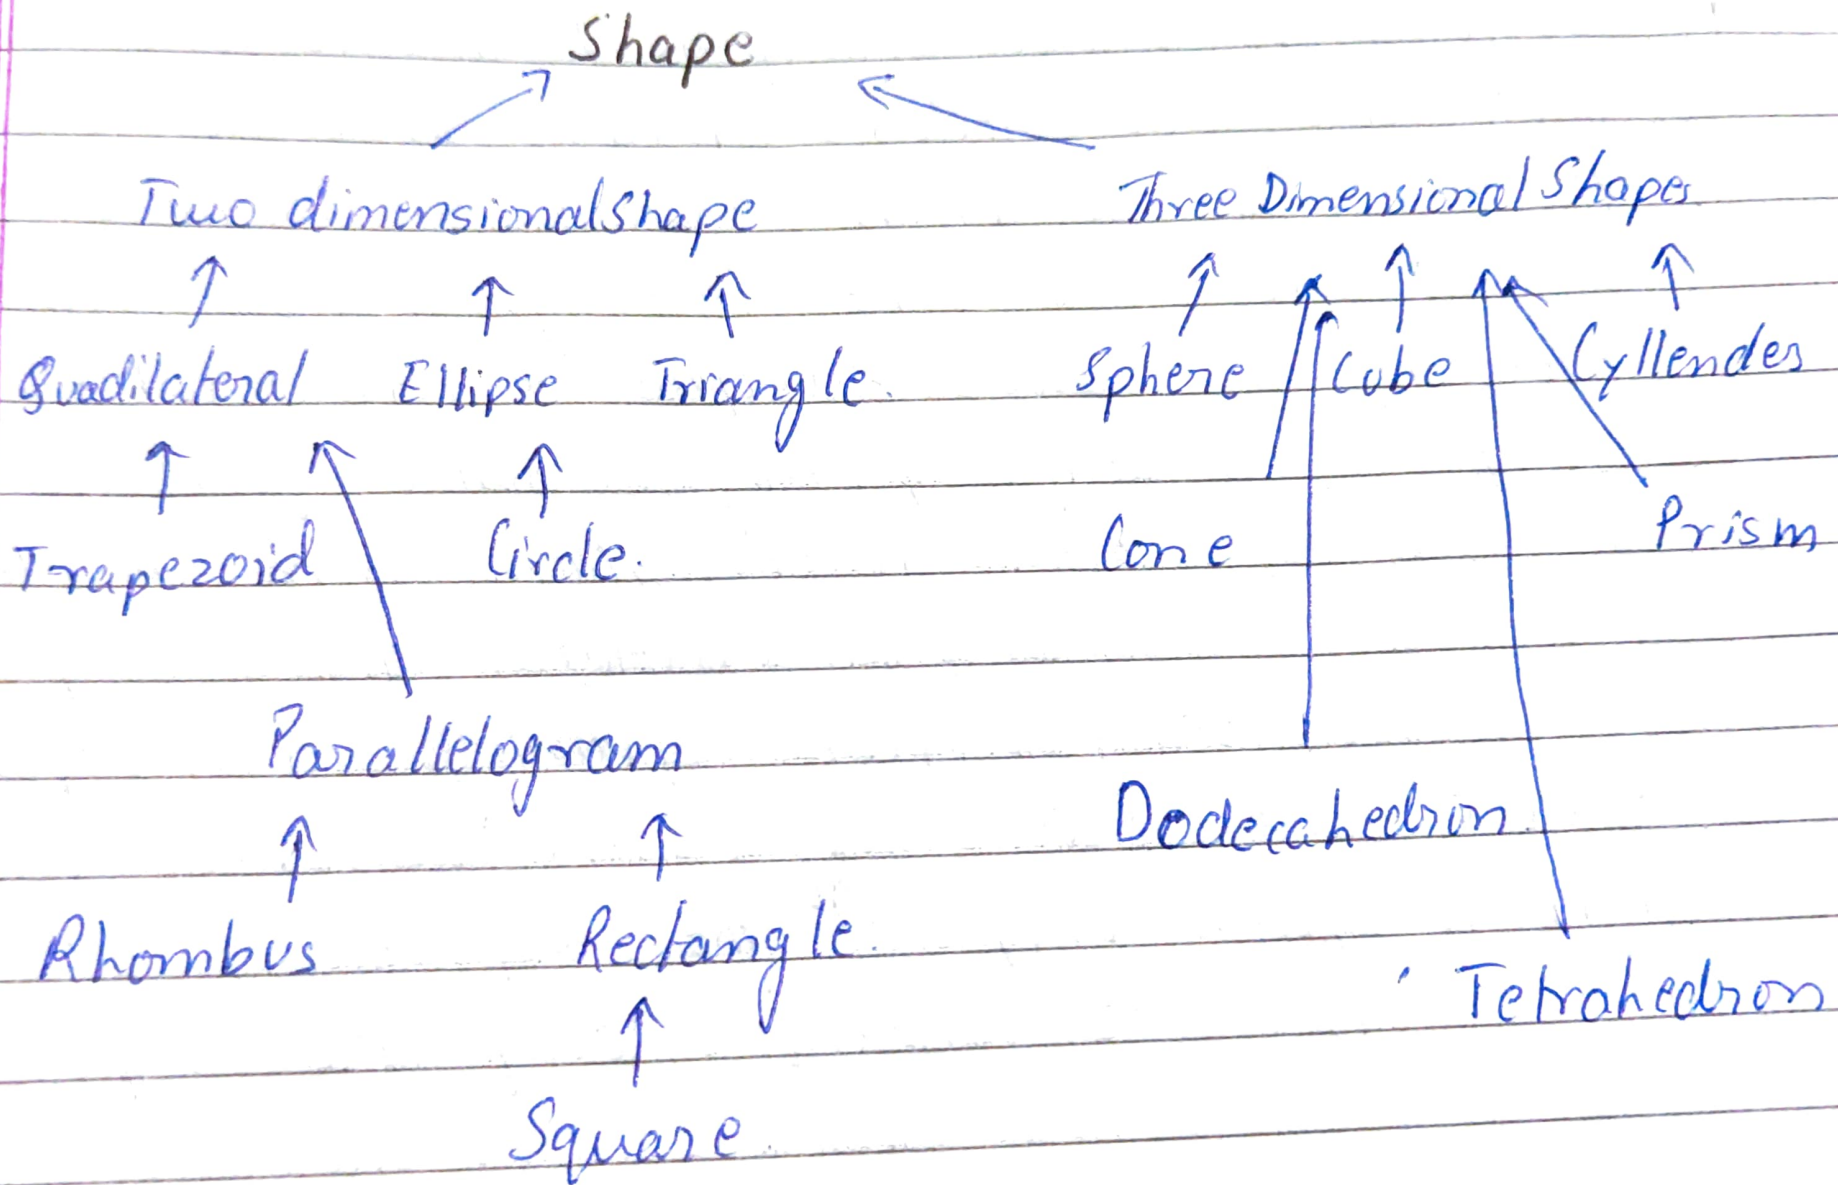 Shape
Two dimensionalShape Three Dimensional Shapes
Quadilateral Ellipse Triangle. Sphere Cube Cyllendes
Trapezoid Circle. Cone Prism
Parallelogram
Dodecahedron
Rhombus Rectangle.
Tetrahedron
Square